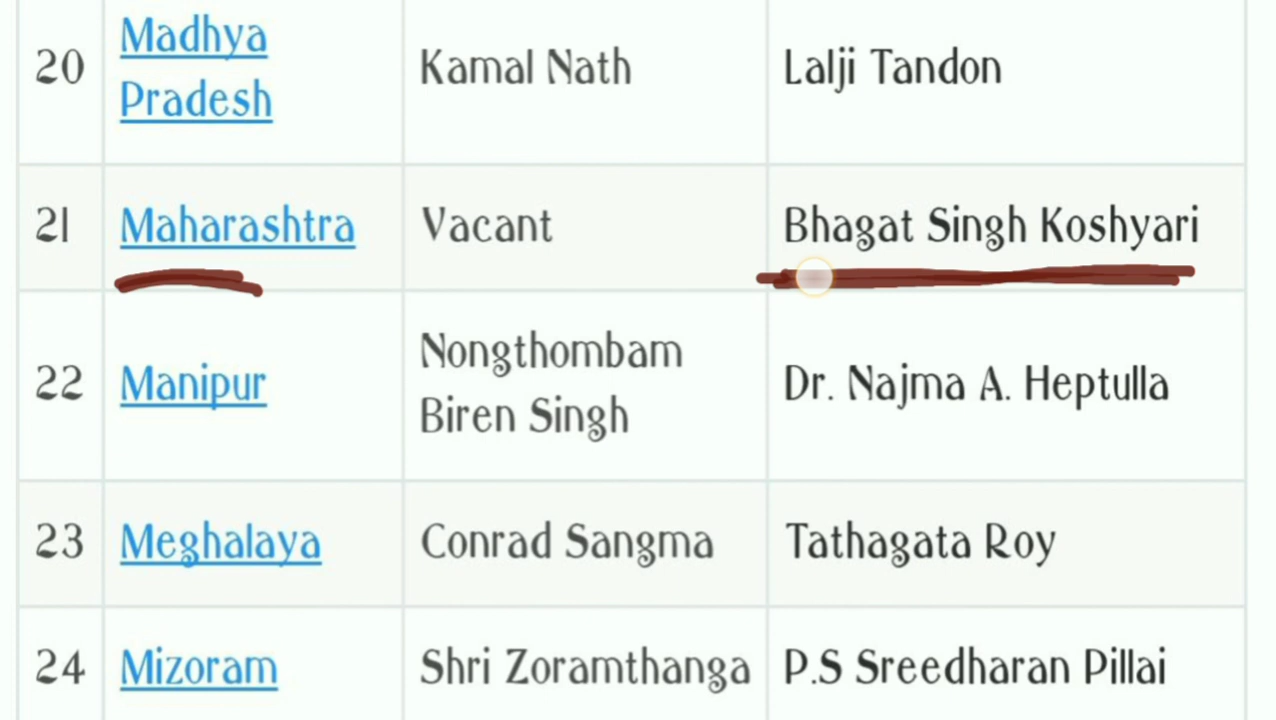 20 Madhya Pradesh Kamal Nath Lalji Tandon
21 Maharashtra Vacant Bhagat Singh Koshyari
22 Manipur Nongthombam Biren Singh Dr. Najma A. Heptulla
23 Meghalaya Conrad Sangma Tathagata Roy
24 Mizoram Shri Zoramthanga P.S Sreedharan Pillai